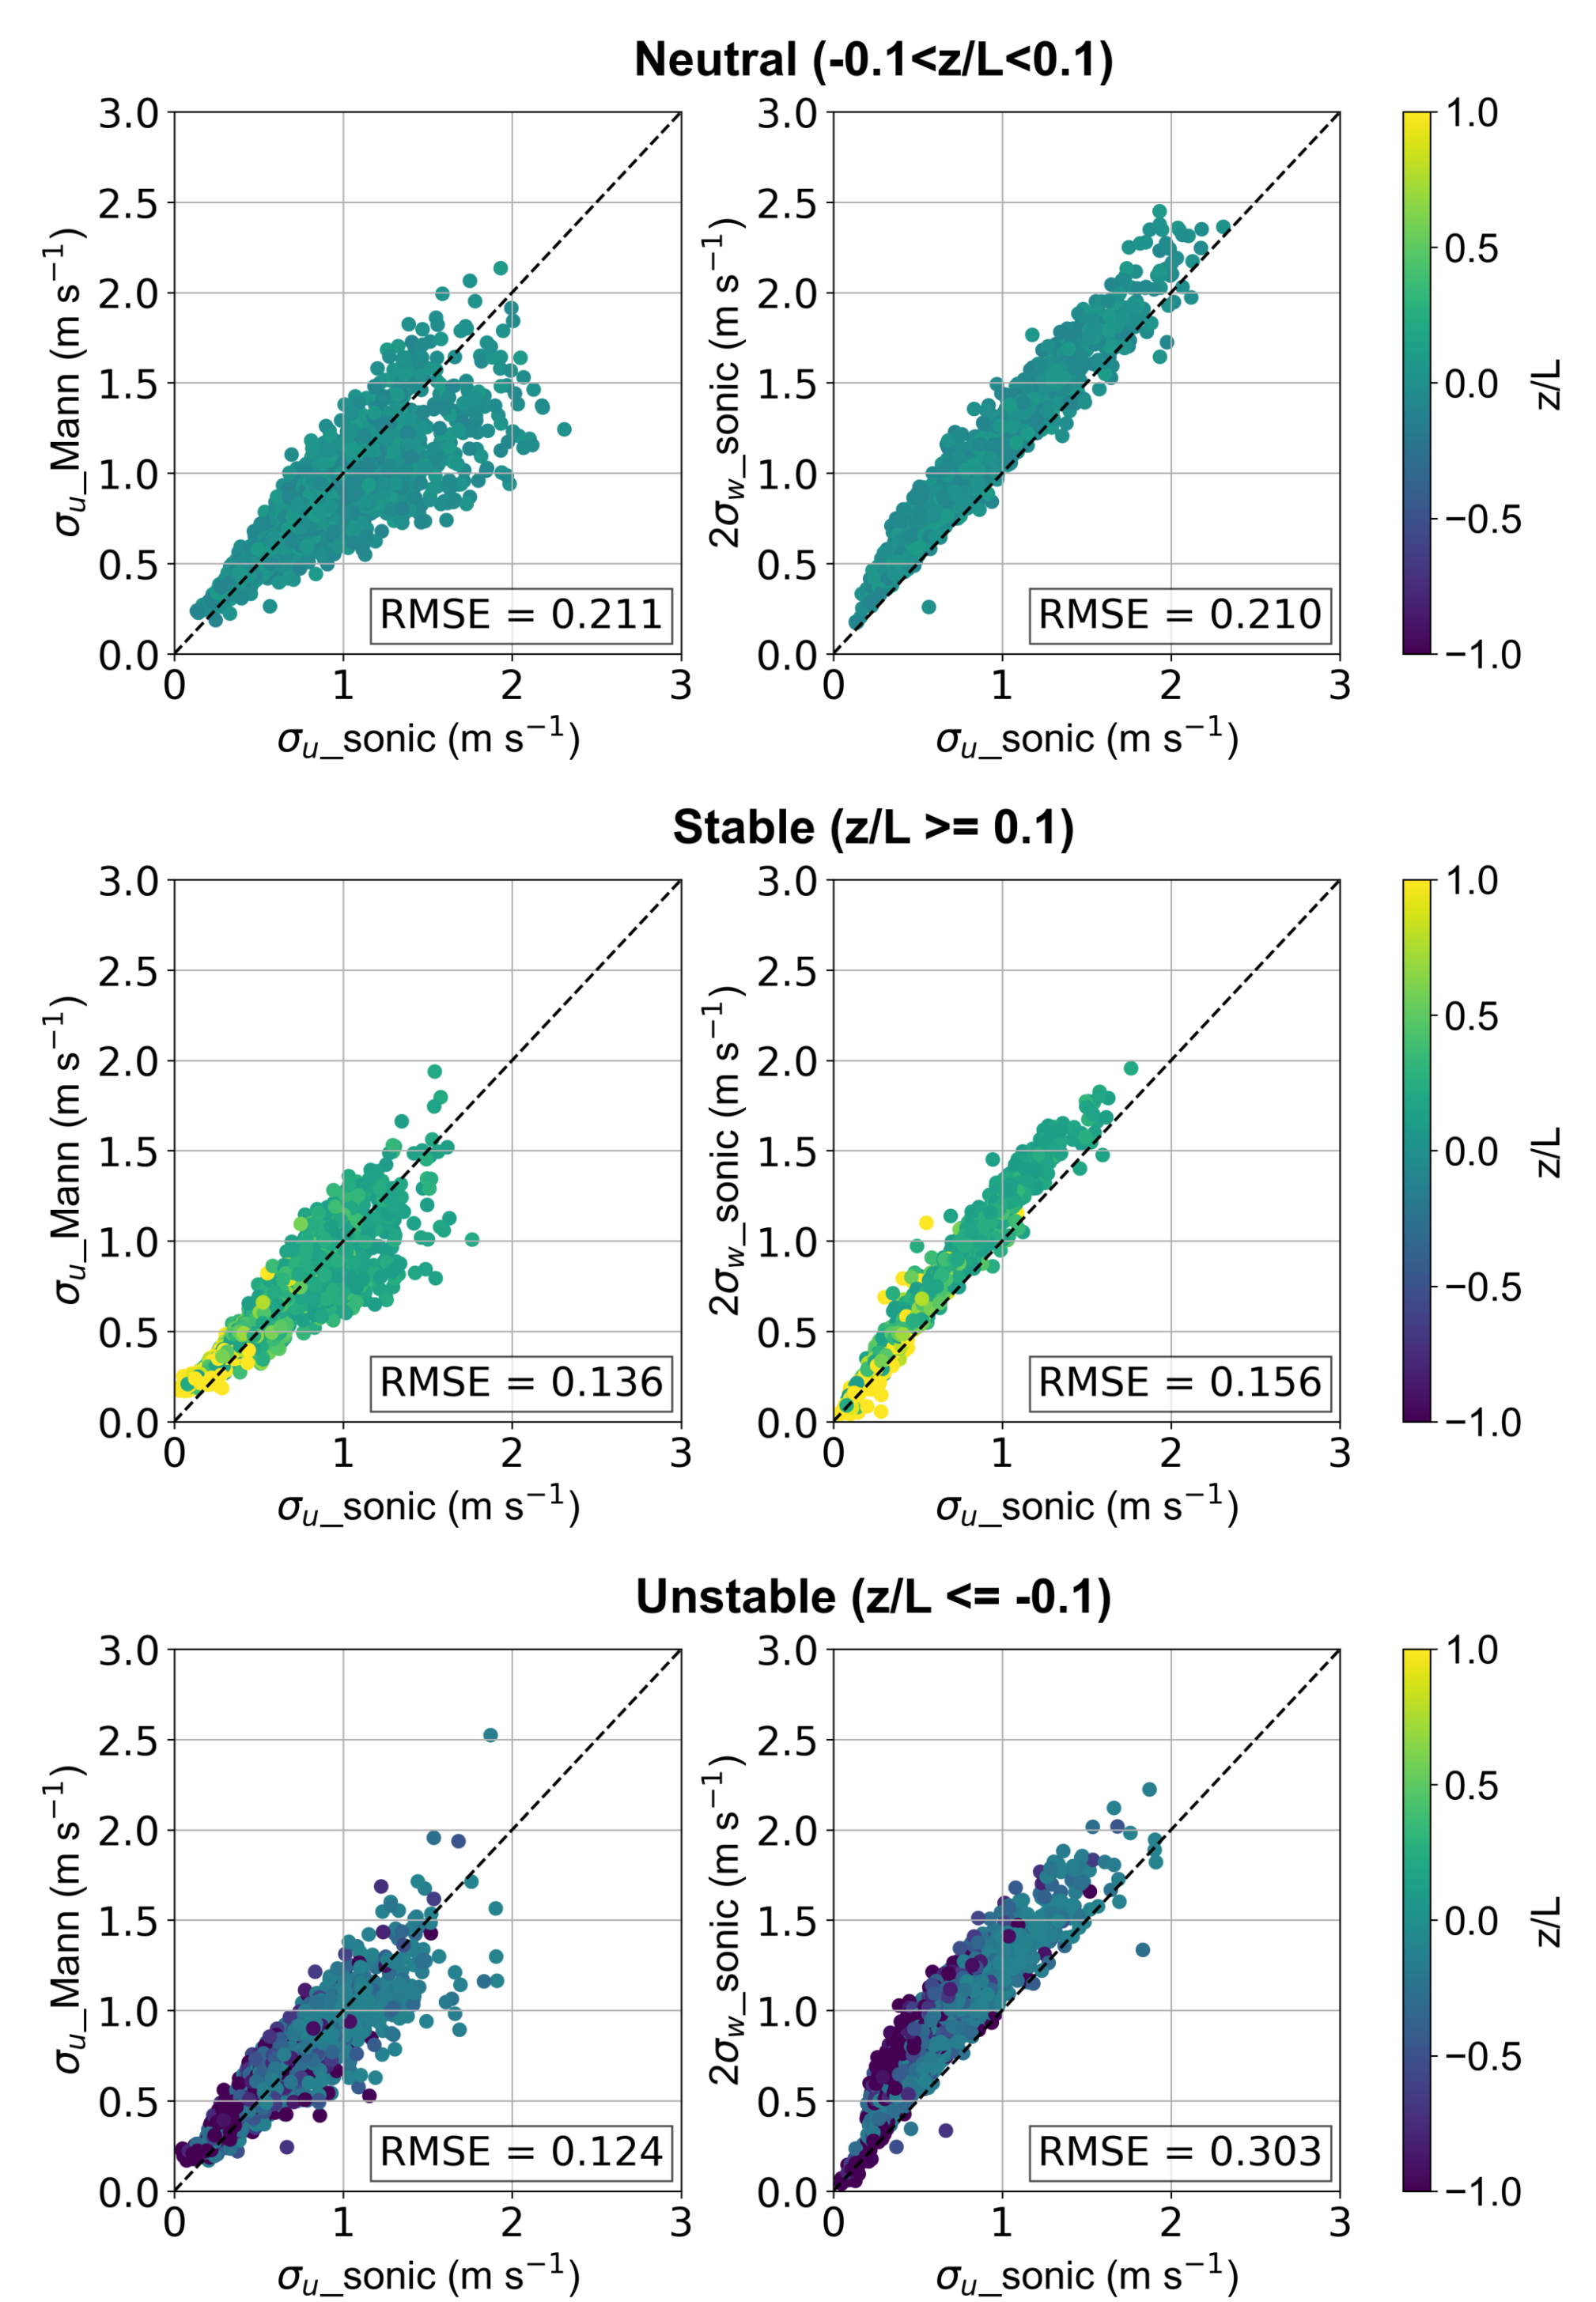 Neutral (-0.1<z/L<0.1)
3.0
2.5
2.0
1.5
1.0
0.5
0.0
σu_Mann (m s−1)
RMSE = 0.211
0 1 2 3
σu_sonic (m s−1)
3.0
2.5
2.0
1.5
1.0
0.5
0.0
2σw_sonic (m s−1)
RMSE = 0.210
0 1 2 3
σu_sonic (m s−1)
1.0
0.5
0.0
−0.5
−1.0
z/L
Stable (z/L >= 0.1)
3.0
2.5
2.0
1.5
1.0
0.5
0.0
σu_Mann (m s−1)
RMSE = 0.136
0 1 2 3
σu_sonic (m s−1)
3.0
2.5
2.0
1.5
1.0
0.5
0.0
2σw_sonic (m s−1)
RMSE = 0.156
0 1 2 3
σu_sonic (m s−1)
1.0
0.5
0.0
−0.5
−1.0
z/L
Unstable (z/L <= -0.1)
3.0
2.5
2.0
1.5
1.0
0.5
0.0
σu_Mann (m s−1)
RMSE = 0.124
0 1 2 3
σu_sonic (m s−1)
3.0
2.5
2.0
1.5
1.0
0.5
0.0
2σw_sonic (m s−1)
RMSE = 0.303
0 1 2 3
σu_sonic (m s−1)
1.0
0.5
0.0
−0.5
−1.0
z/L